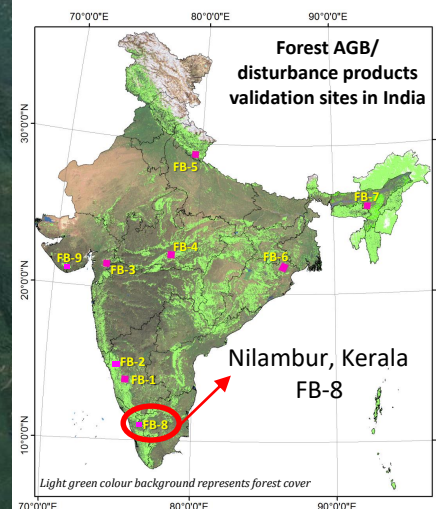 70°0'0"E 80°0'0"E 90°0'0"E
Forest AGB/
disturbance products
validation sites in India
30°0'0"N
FB-5
FB-7
FB-4
FB-9
FB-3
FB-6
20°0'0"N
FB-2
FB-1
Nilambur, Kerala
FB-8
FB-8
10°0'0"N
Light green colour background represents forest cover
70°0'0"E 80°0'0"E 90°0'0"E